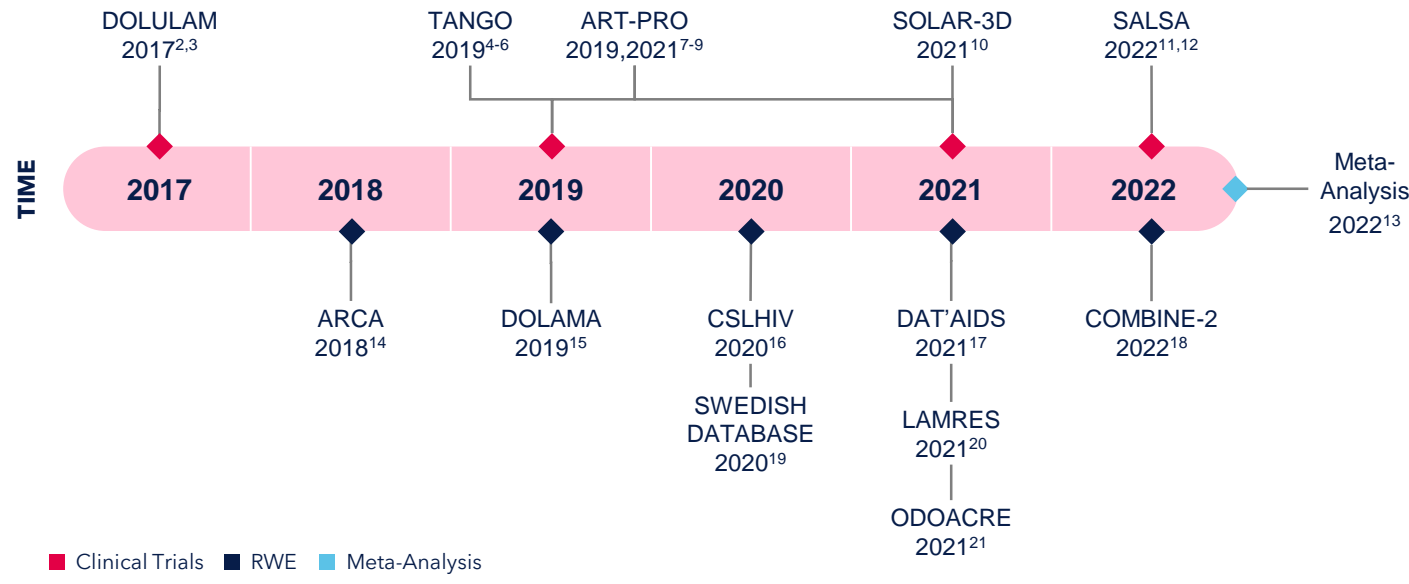 DOLULAM
2017²,³
TANGO
2019⁴⁻⁶
ART-PRO
2019,2021⁷⁻⁹
SOLAR-3D
2021¹⁰
SALSA
2022¹¹,¹²
TIME
2017
2018
2019
2020
2021
2022
Meta-
Analysis
2022¹³
ARCA
2018¹⁴
DOLAMA
2019¹⁵
CSLHIV
2020¹⁶
SWEDISH
DATABASE
2020¹⁹
DAT’AIDS
2021¹⁷
LAMRES
2021²⁰
ODOACRE
2021²¹
COMBINE-2
2022¹⁸
Clinical Trials RWE Meta-Analysis